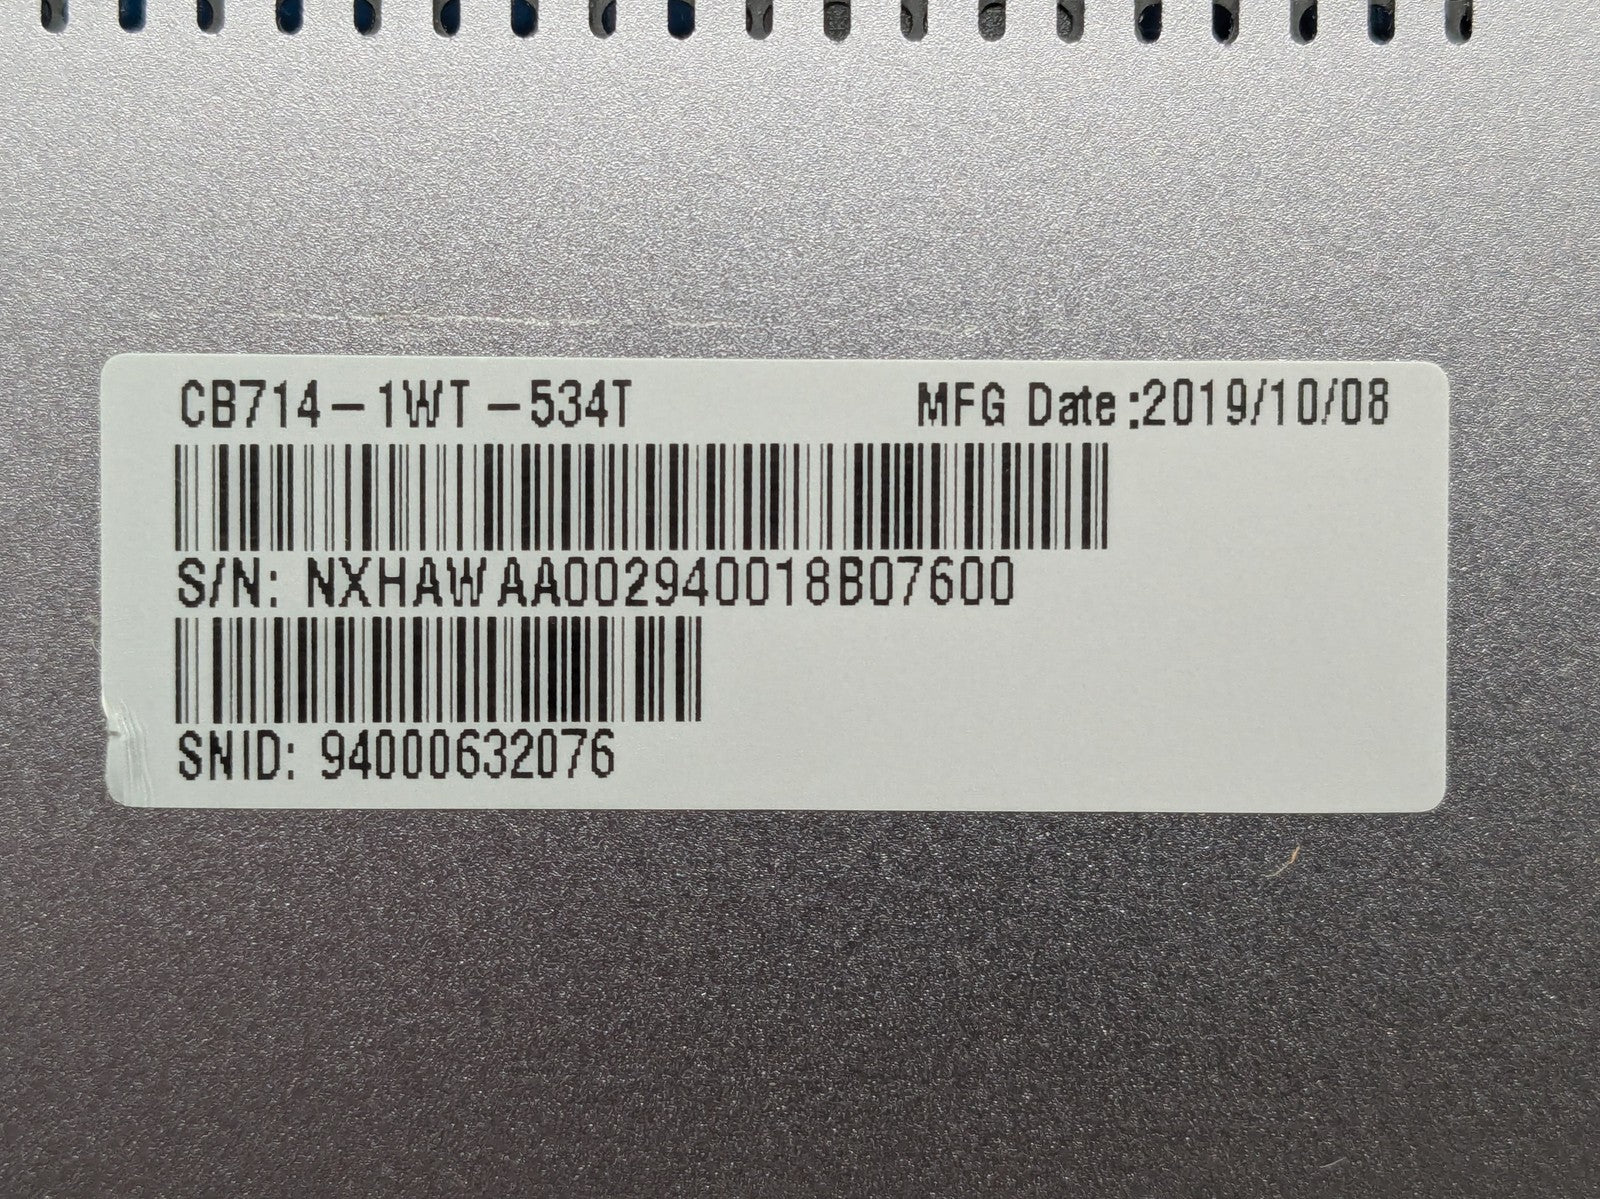 CB714-1WT-534T MFG Date:2019/10/08
S/N: NXHAWAA002940018B07600
SNID: 94000632076